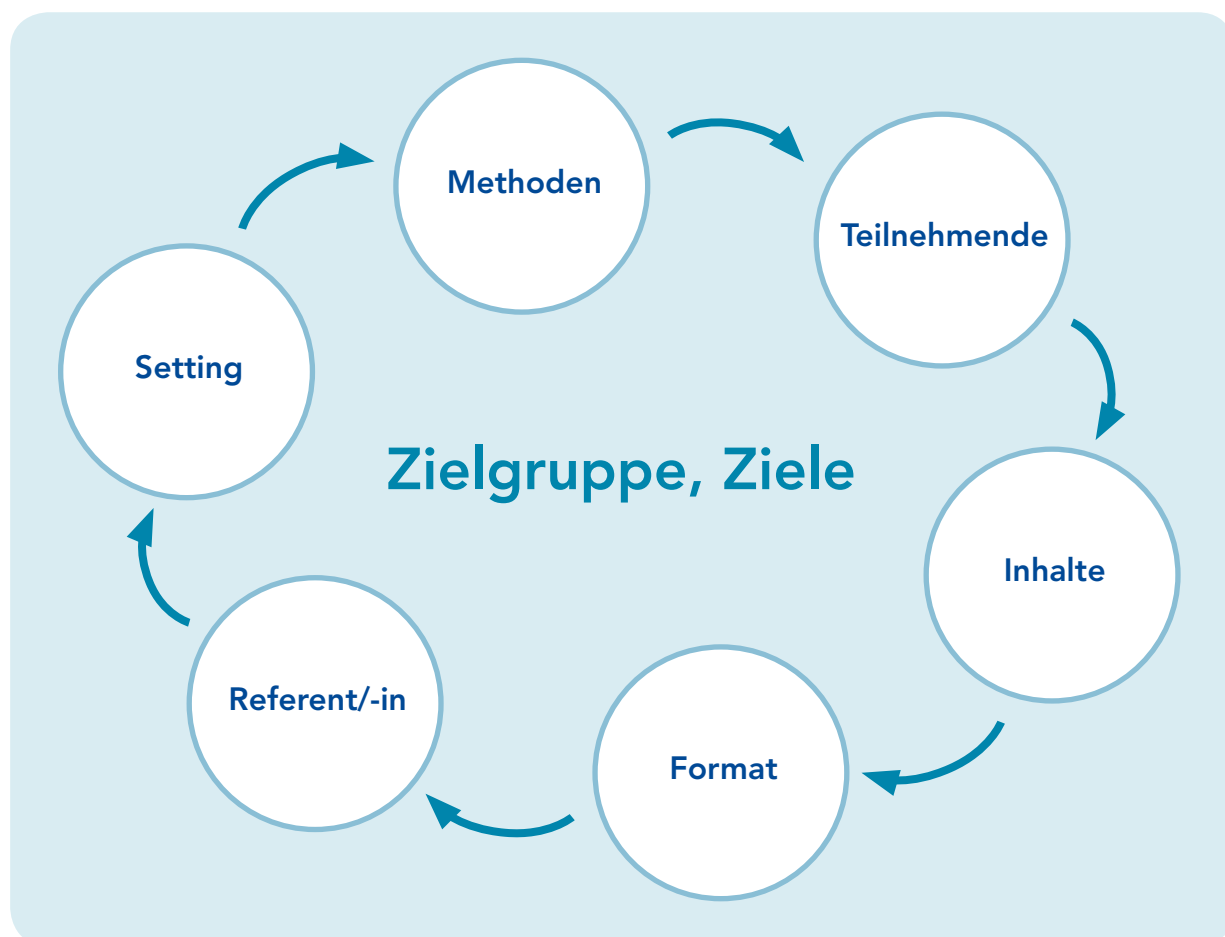 Methoden
Teilnehmende
Setting
Zielgruppe, Ziele
Inhalte
Referent/-in
Format